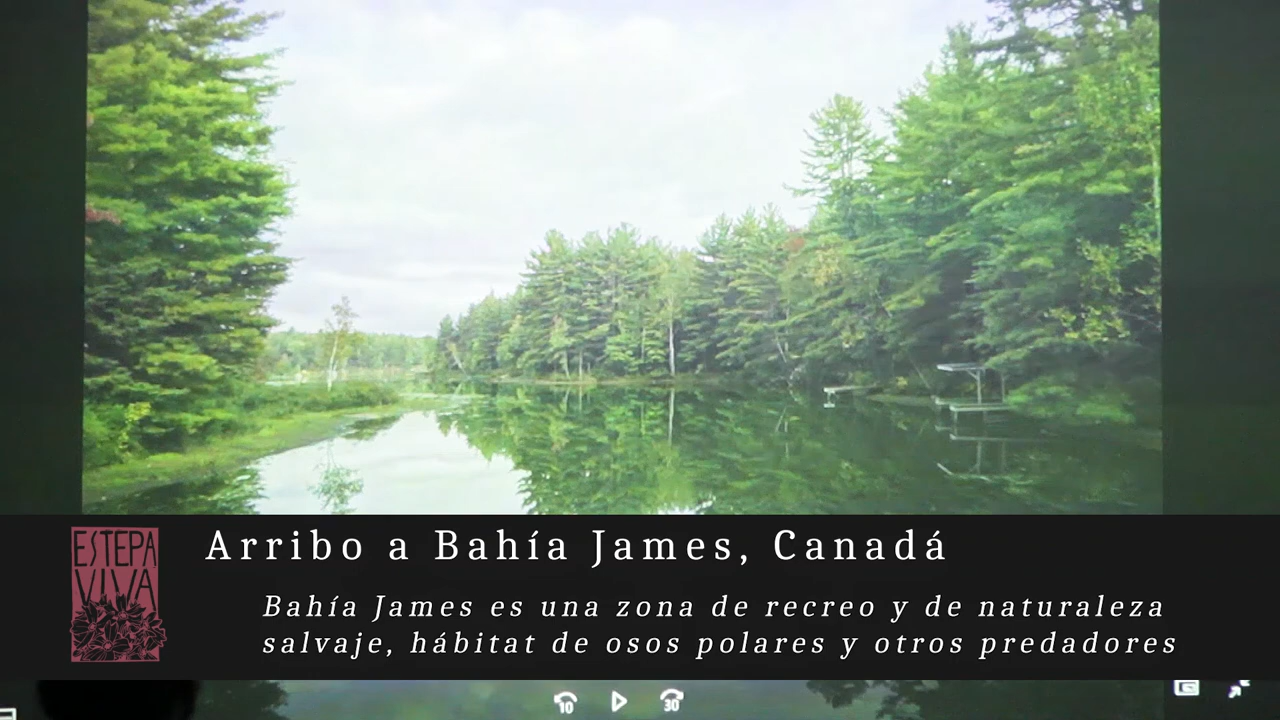 Arribo a Bahía James, Canadá
ESTEPA
VIVA
Bahía James es una zona de recreo y de naturaleza
salvaje, hábitat de osos polares y otros predadores
10
30